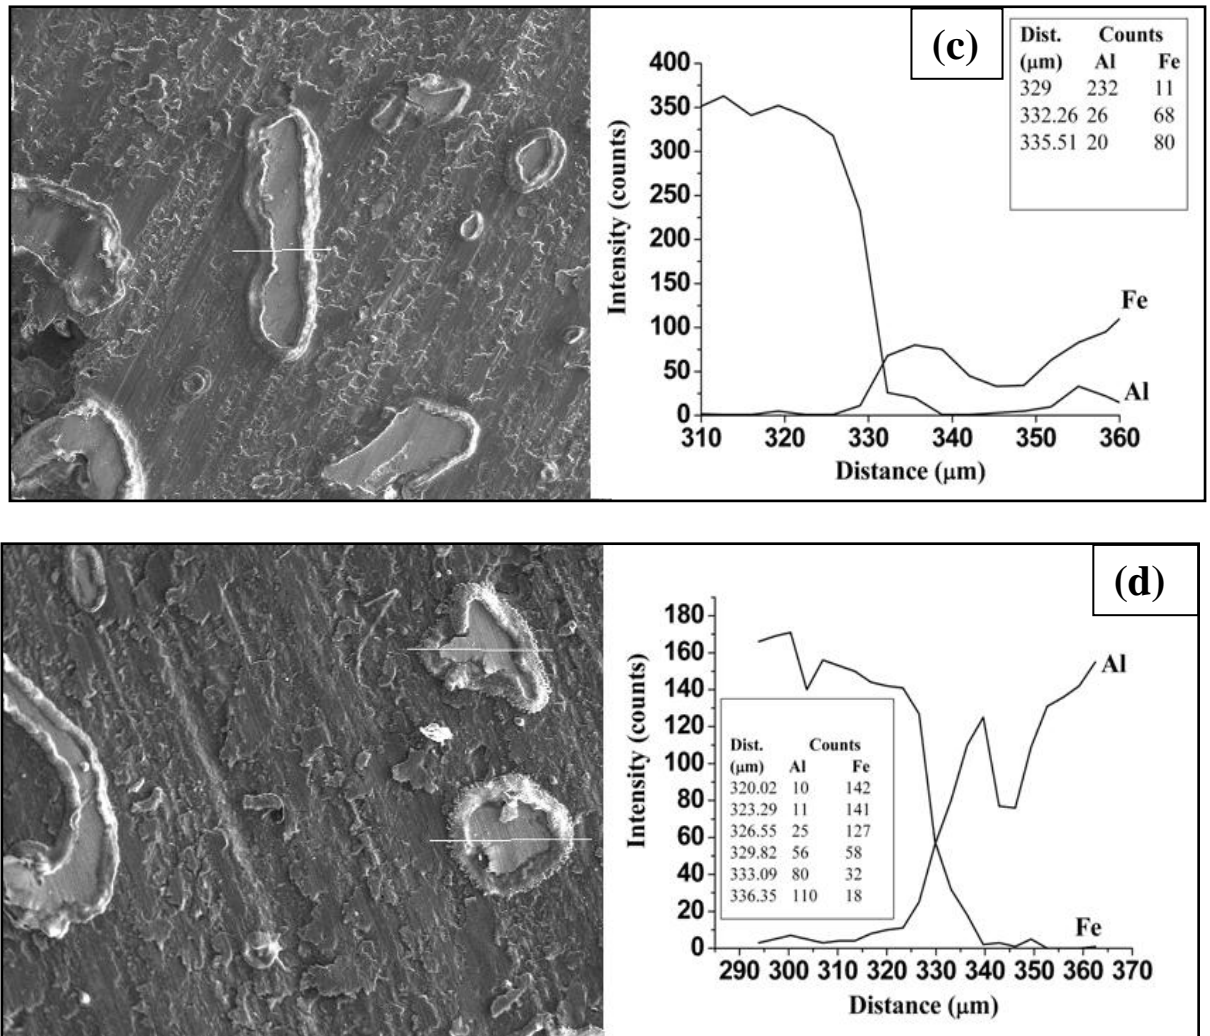 (c)
Dist. Counts
(μm) Al Fe
329 232 11
332.26 26 68
335.51 20 80
400
350
300
250
200
150
100
50
0
Intensity (counts)
Fe
Al
310 320 330 340 350 360
Distance (μm)
(d)
180
160
140
120
100
80
60
40
20
0
Intensity (counts)
Al
Dist. Counts
(μm) Al Fe
320.02 10 142
323.29 11 141
326.55 25 127
329.82 56 58
333.09 80 32
336.35 110 18
Fe
290 300 310 320 330 340 350 360 370
Distance (μm)